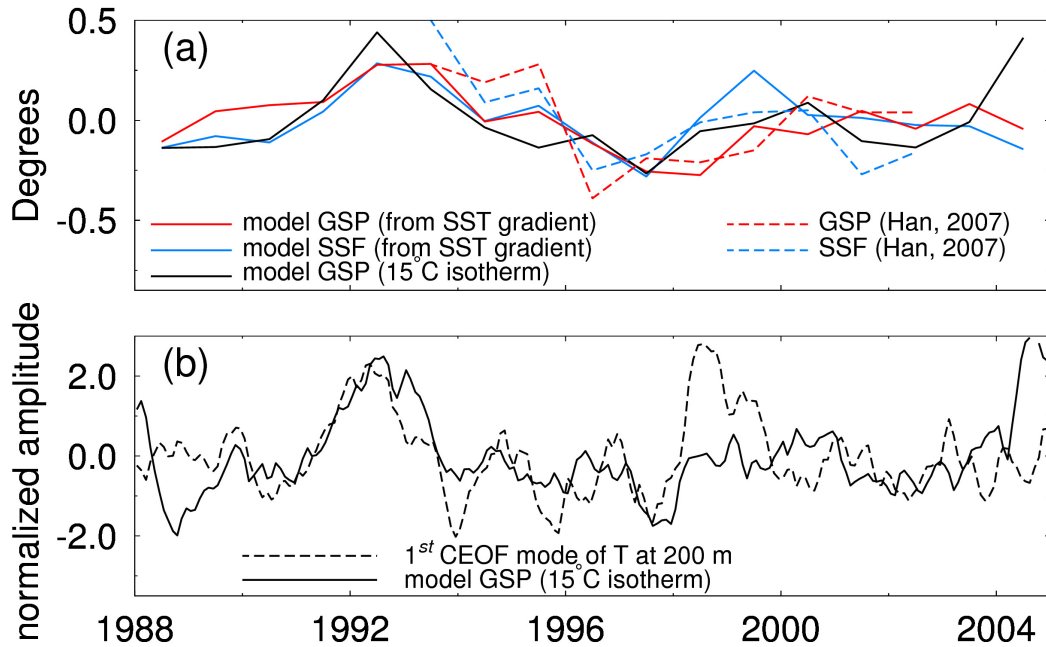 0.5
(a)
0.0
Degrees
-0.5
model GSP (from SST gradient)
GSP (Han, 2007)
model SSF (from SST gradient)
SSF (Han, 2007)
model GSP (15°C isotherm)
(b)
2.0
0.0
normalized amplitude
-2.0
1st CEOF mode of T at 200 m
model GSP (15°C isotherm)
1988 1992 1996 2000 2004